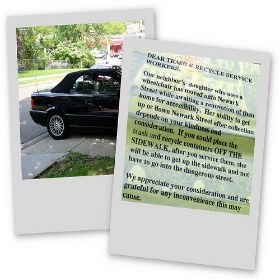 DEAR TRASH & RECYCLE SERVICE
WORKERS,
Our neighbor's daughter who uses a
wheelchair has moved onto Newark
Street while awaiting a renovation of their
home for accessibility. Her ability to get
up to down Newark Street after collection
depends on your kindness and
consideration. If you could place the
trash and recycle containers OFF THE
SIDEWALK, after you service them, she
will be able to get up the sidewalk and not
have to go into the dangerous street.
We appreciate your consideration and are
grateful for any inconvenience this may
cause.